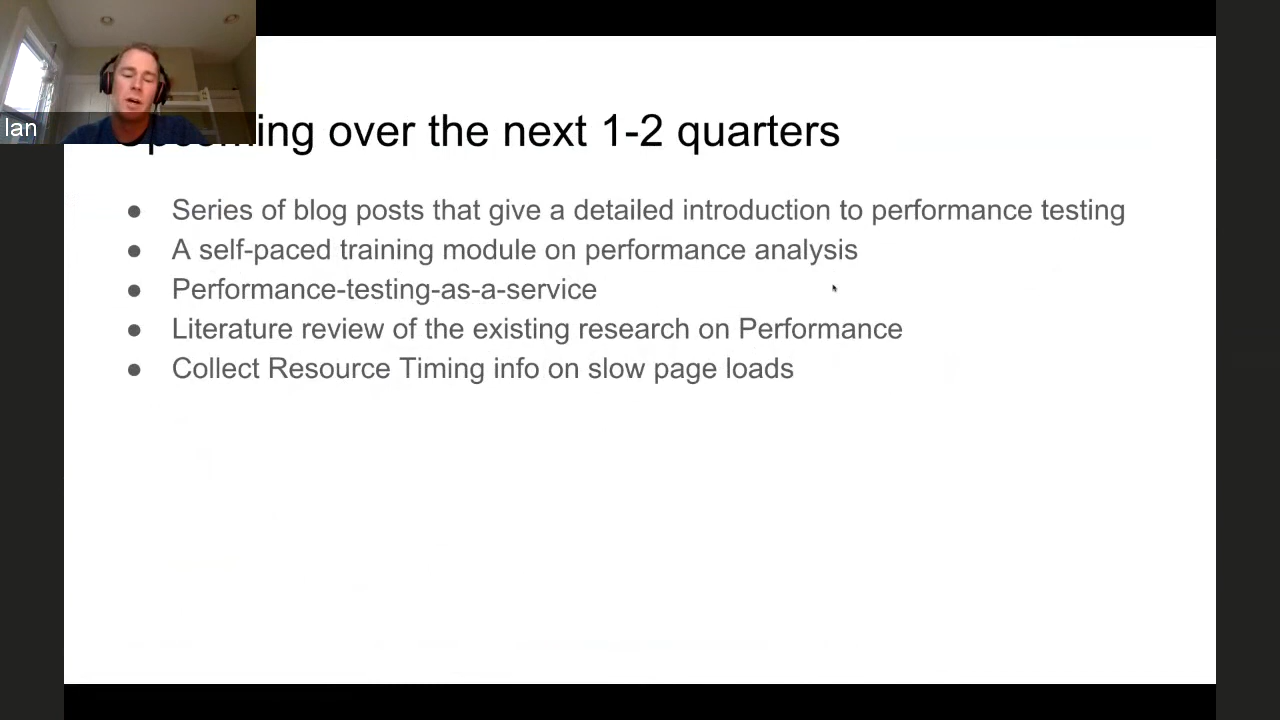 Ian
Upcoming over the next 1-2 quarters
● Series of blog posts that give a detailed introduction to performance testing
● A self-paced training module on performance analysis
● Performance-testing-as-a-service
● Literature review of the existing research on Performance
● Collect Resource Timing info on slow page loads